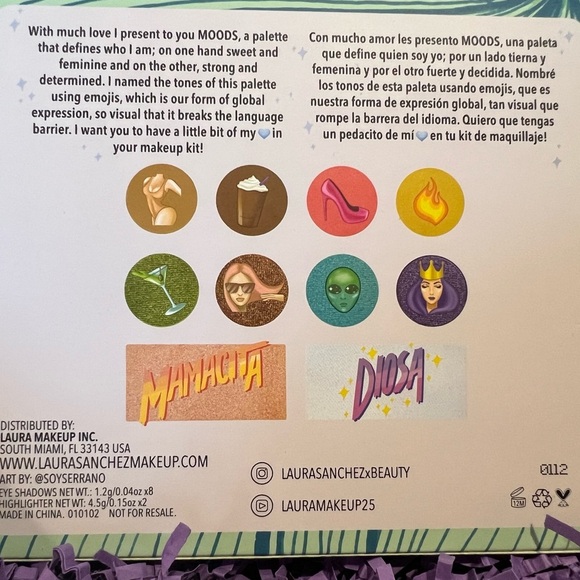 With much love I present to you MOODS, a palette
that defines who I am; on one hand sweet and
feminine and on the other, strong and
determined. I named the tones of this palette
using emojis, which is our form of global
expression, so visual that it breaks the language
barrier. I want you to have a little bit of my 🩵 in
your makeup kit!
Con mucho amor les presento MOODS, una paleta
que define quien soy yo; por un lado tierna y
femenina y por el otro fuerte y decidida. Nombré
los tonos de esta paleta usando emojis, que es
nuestra forma de expresión global, tan visual que
rompe la barrera del idioma. Quiero que tengas
un pedacito de mí 🩵 en tu kit de maquillaje!
MAMACITA
DIOSA
DISTRIBUTED BY:
LAURA MAKEUP INC.
SOUTH MIAMI, FL 33143 USA
WWW.LAURASANCHEZMAKEUP.COM
ART BY: @SOYSERRANO
EYE SHADOWS NET WT.: 1.2g/0.04oz x8
HIGHLIGHTER NET WT.: 4.5g/0.15oz x2
MADE IN CHINA. 010102 NOT FOR RESALE.
LAURASANCHEZxBEAUTY
LAURAMAKEUP25
0112
12M